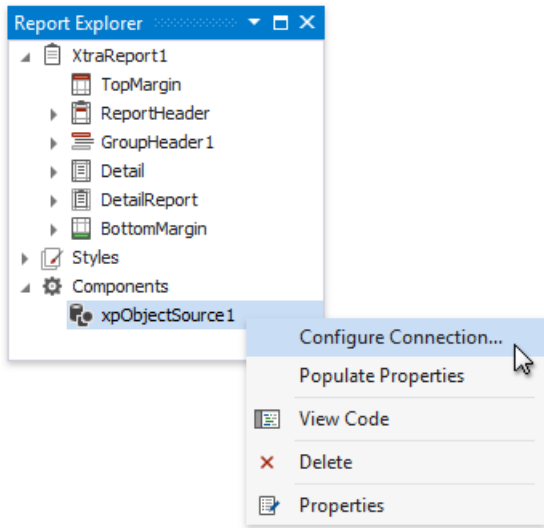 Report Explorer
XtraReport1
TopMargin
ReportHeader
GroupHeader1
Detail
DetailReport
BottomMargin
Styles
Components
xpObjectSource1
Configure Connection...
Populate Properties
View Code
Delete
Properties